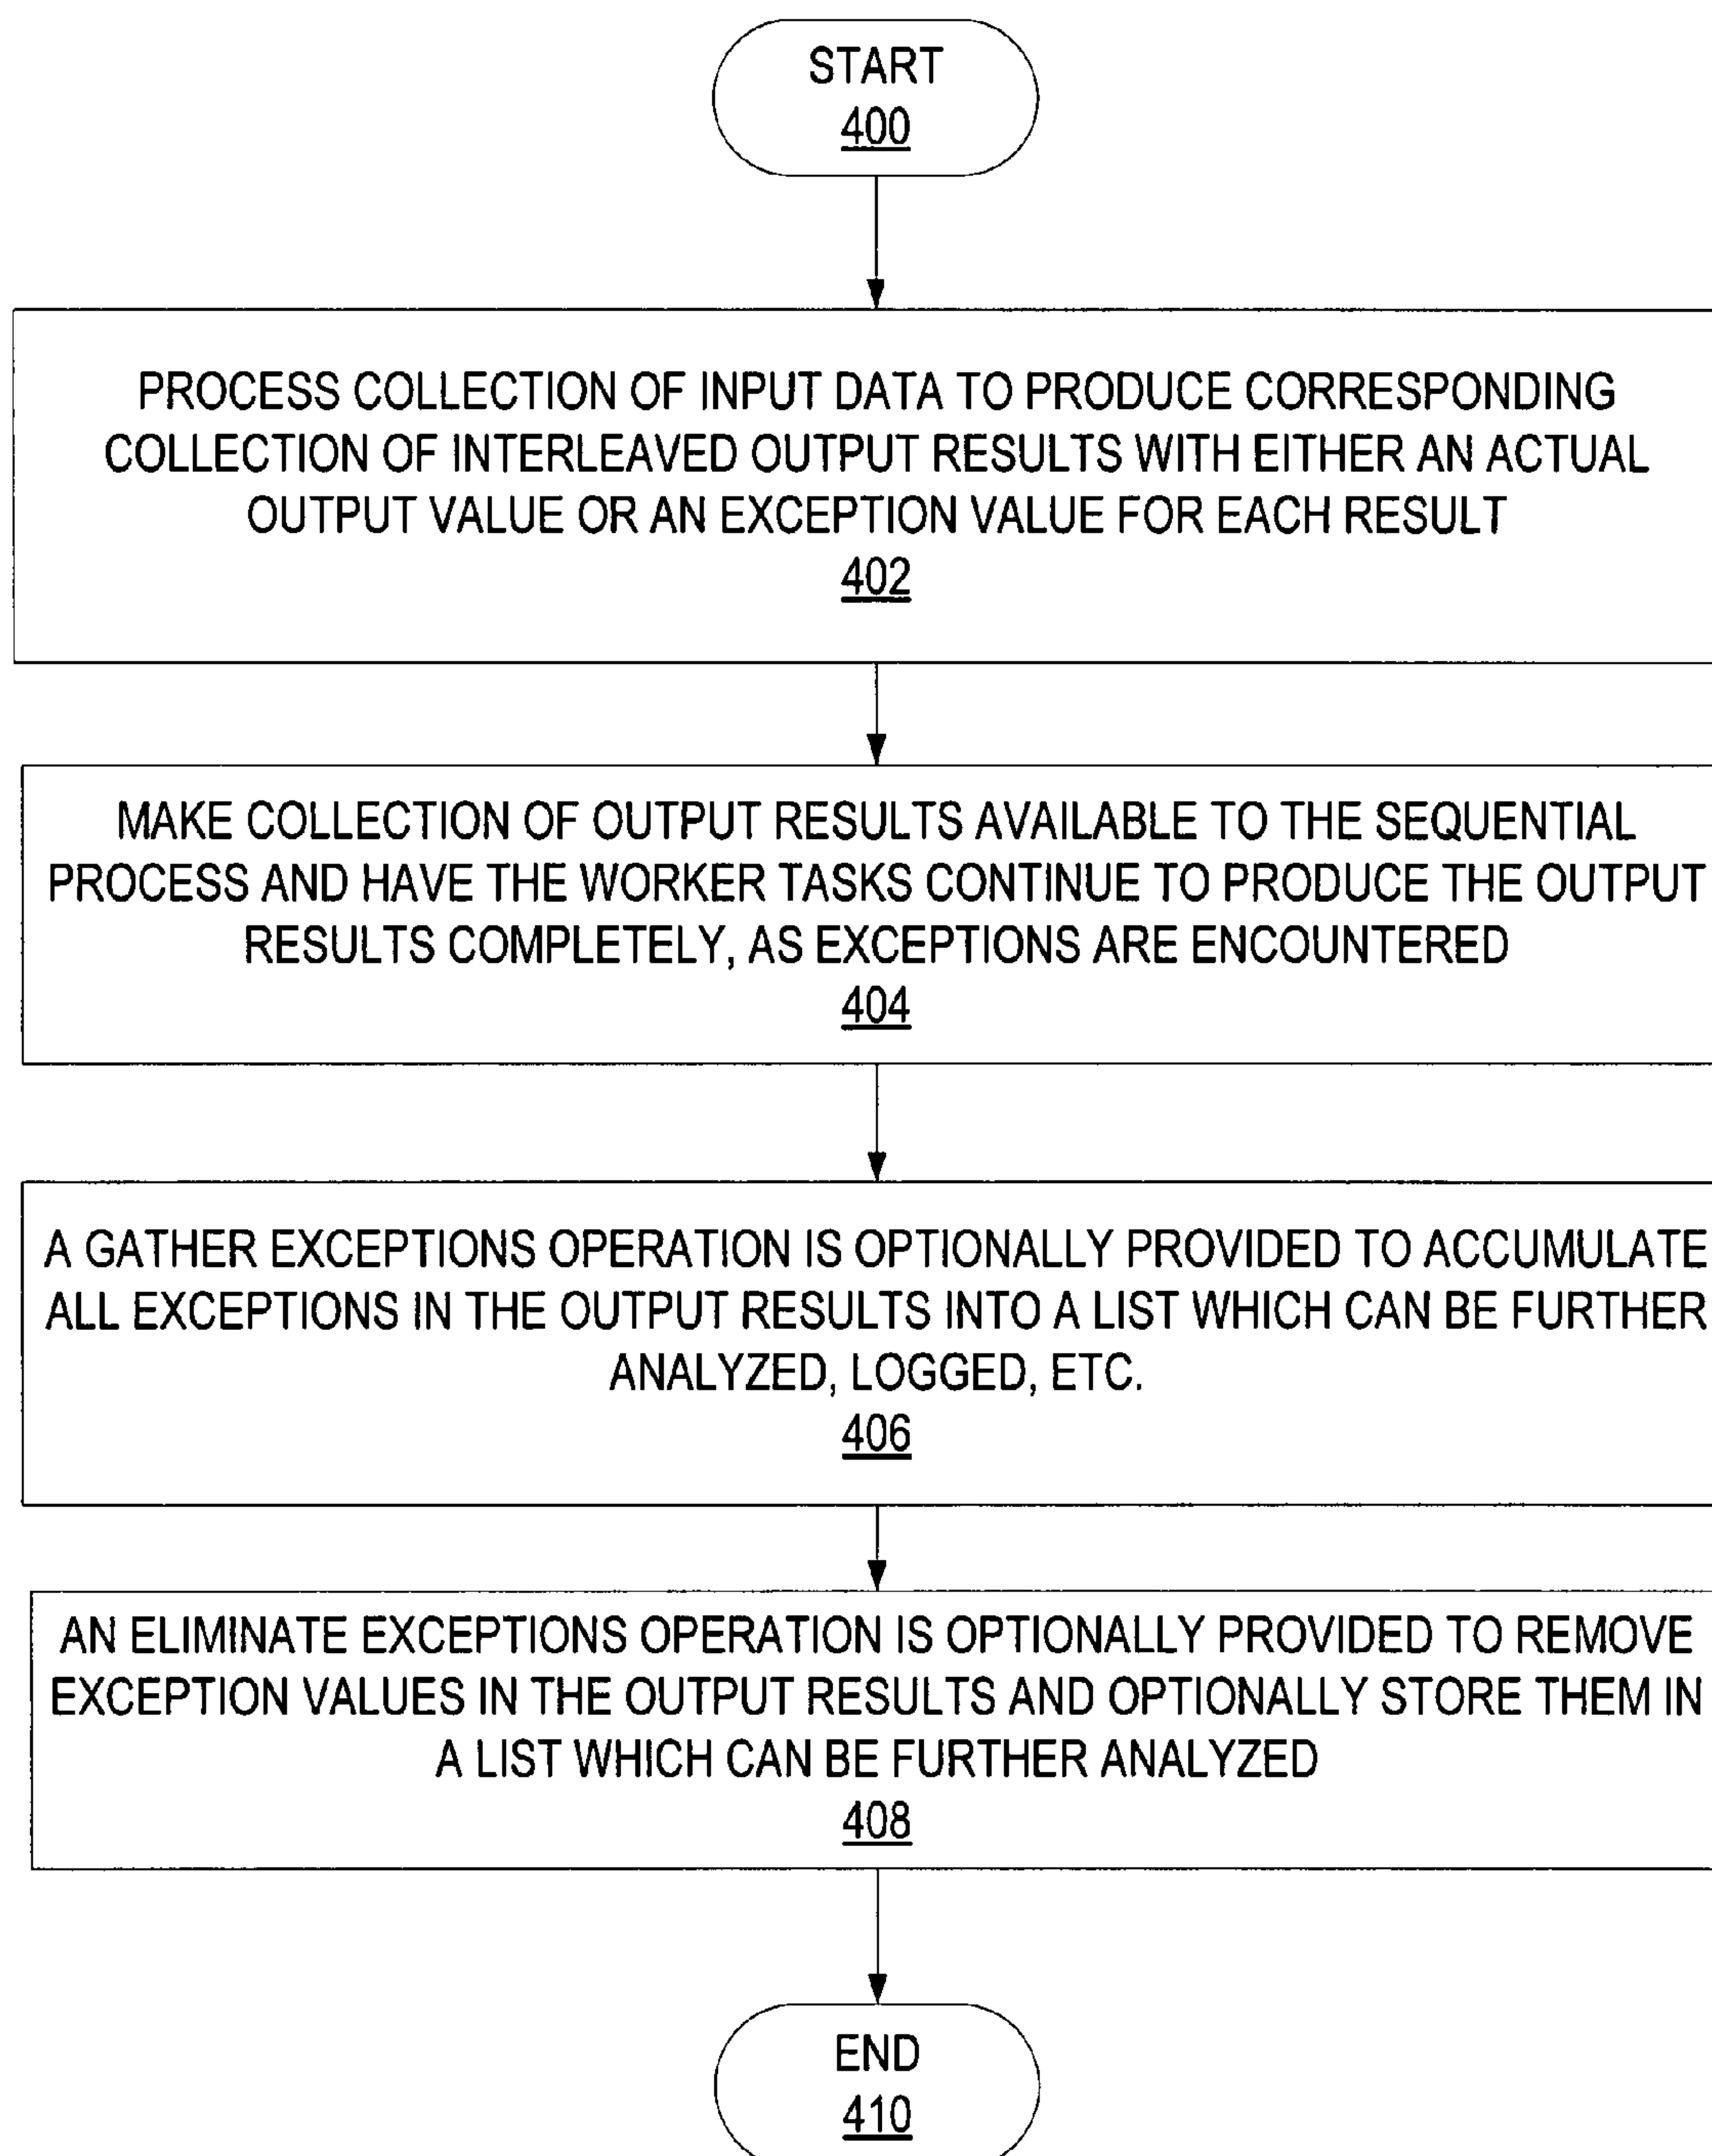 START
400
PROCESS COLLECTION OF INPUT DATA TO PRODUCE CORRESPONDING
COLLECTION OF INTERLEAVED OUTPUT RESULTS WITH EITHER AN ACTUAL
OUTPUT VALUE OR AN EXCEPTION VALUE FOR EACH RESULT
402
MAKE COLLECTION OF OUTPUT RESULTS AVAILABLE TO THE SEQUENTIAL
PROCESS AND HAVE THE WORKER TASKS CONTINUE TO PRODUCE THE OUTPUT
RESULTS COMPLETELY, AS EXCEPTIONS ARE ENCOUNTERED
404
A GATHER EXCEPTIONS OPERATION IS OPTIONALLY PROVIDED TO ACCUMULATE
ALL EXCEPTIONS IN THE OUTPUT RESULTS INTO A LIST WHICH CAN BE FURTHER
ANALYZED, LOGGED, ETC.
406
AN ELIMINATE EXCEPTIONS OPERATION IS OPTIONALLY PROVIDED TO REMOVE
EXCEPTION VALUES IN THE OUTPUT RESULTS AND OPTIONALLY STORE THEM IN
A LIST WHICH CAN BE FURTHER ANALYZED
408
END
410